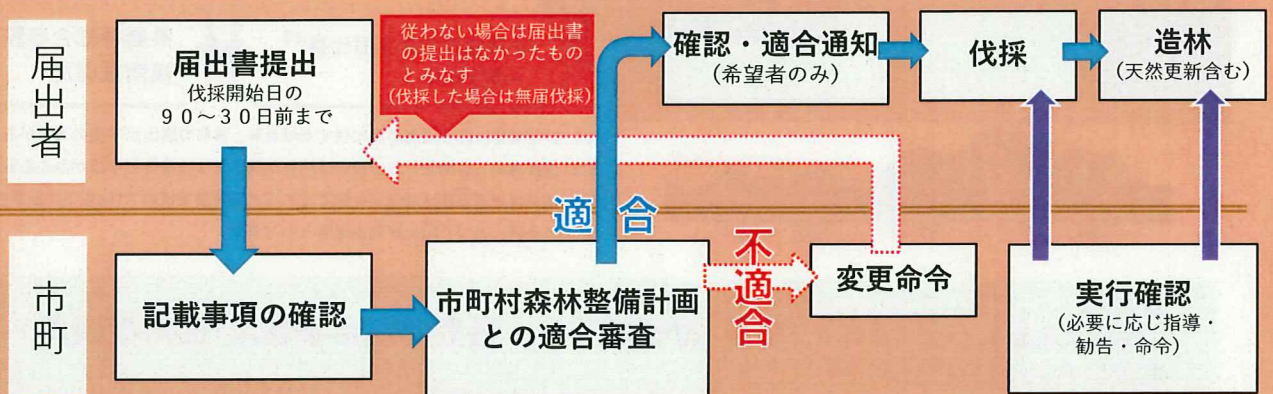 届出者
届出書提出
伐採開始日の
９０～３０日前まで
従わない場合は届出書
の提出はなかったもの
とみなす
（伐採した場合は無届伐採）
確認・適合通知
（希望者のみ）
伐採
造林
（天然更新含む）
適合
不適合
市町
記載事項の確認
市町村森林整備計画
との適合審査
変更命令
実行確認
（必要に応じ指導・
勧告・命令）